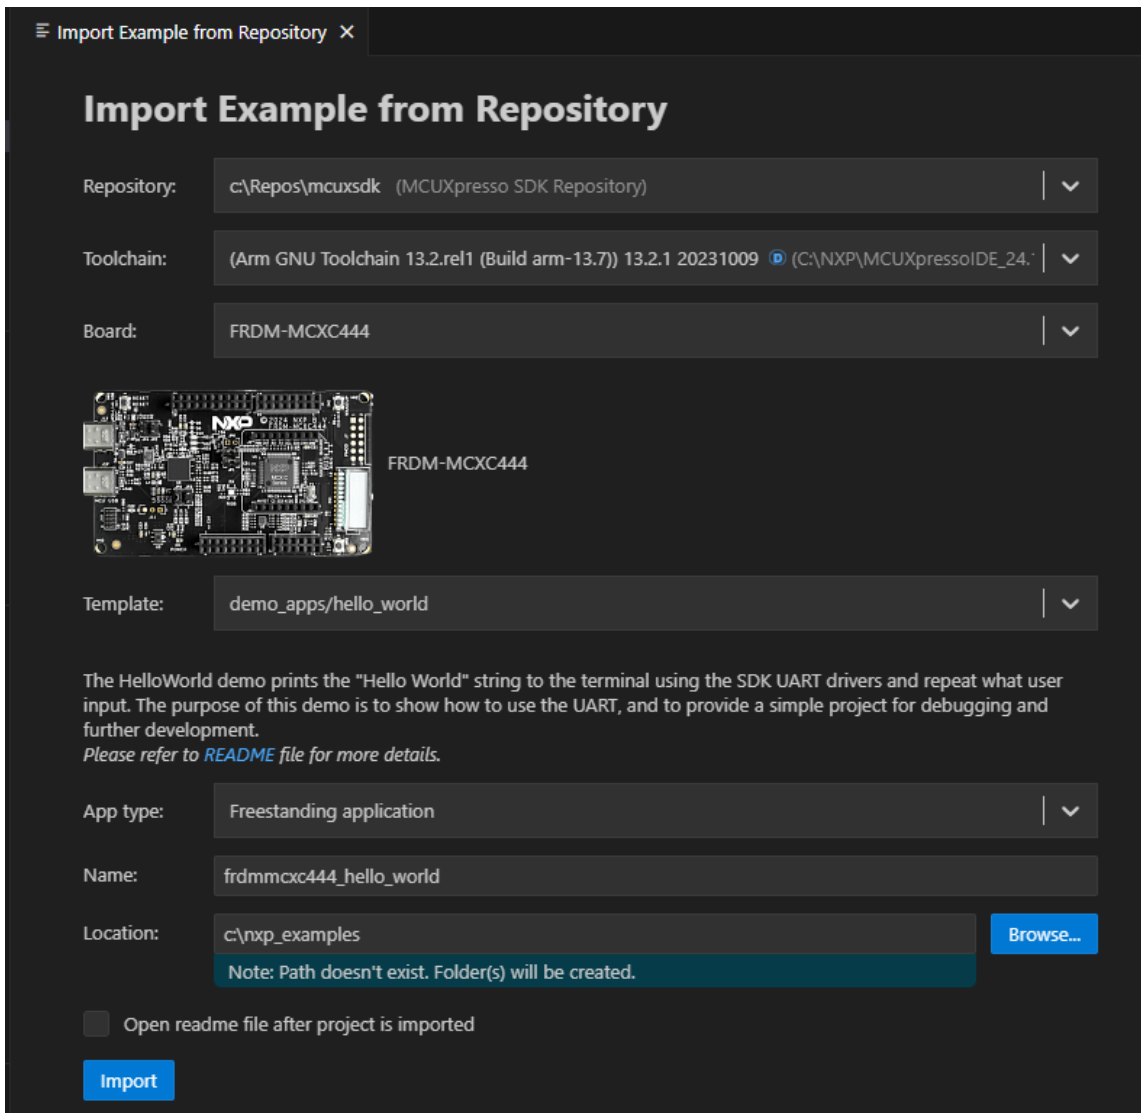 Import Example from Repository
Import Example from Repository
Repository: c:\Repos\mcuxsdk (MCUXpresso SDK Repository)
Toolchain: (Arm GNU Toolchain 13.2.rel1 (Build arm-13.7)) 13.2.1 20231009 D (C:\NXP\MCUXpressoIDE_24.
Board: FRDM-MCXC444
NXP
© 2024 NXP B.V.
FRDM-MCXC444
FRDM-MCXC444
Template: demo_apps/hello_world
The HelloWorld demo prints the "Hello World" string to the terminal using the SDK UART drivers and repeat what user
input. The purpose of this demo is to show how to use the UART, and to provide a simple project for debugging and
further development.
Please refer to README file for more details.
App type: Freestanding application
Name: frdmmcxc444_hello_world
Location: c:\nxp_examples Browse...
Note: Path doesn't exist. Folder(s) will be created.
Open readme file after project is imported
Import